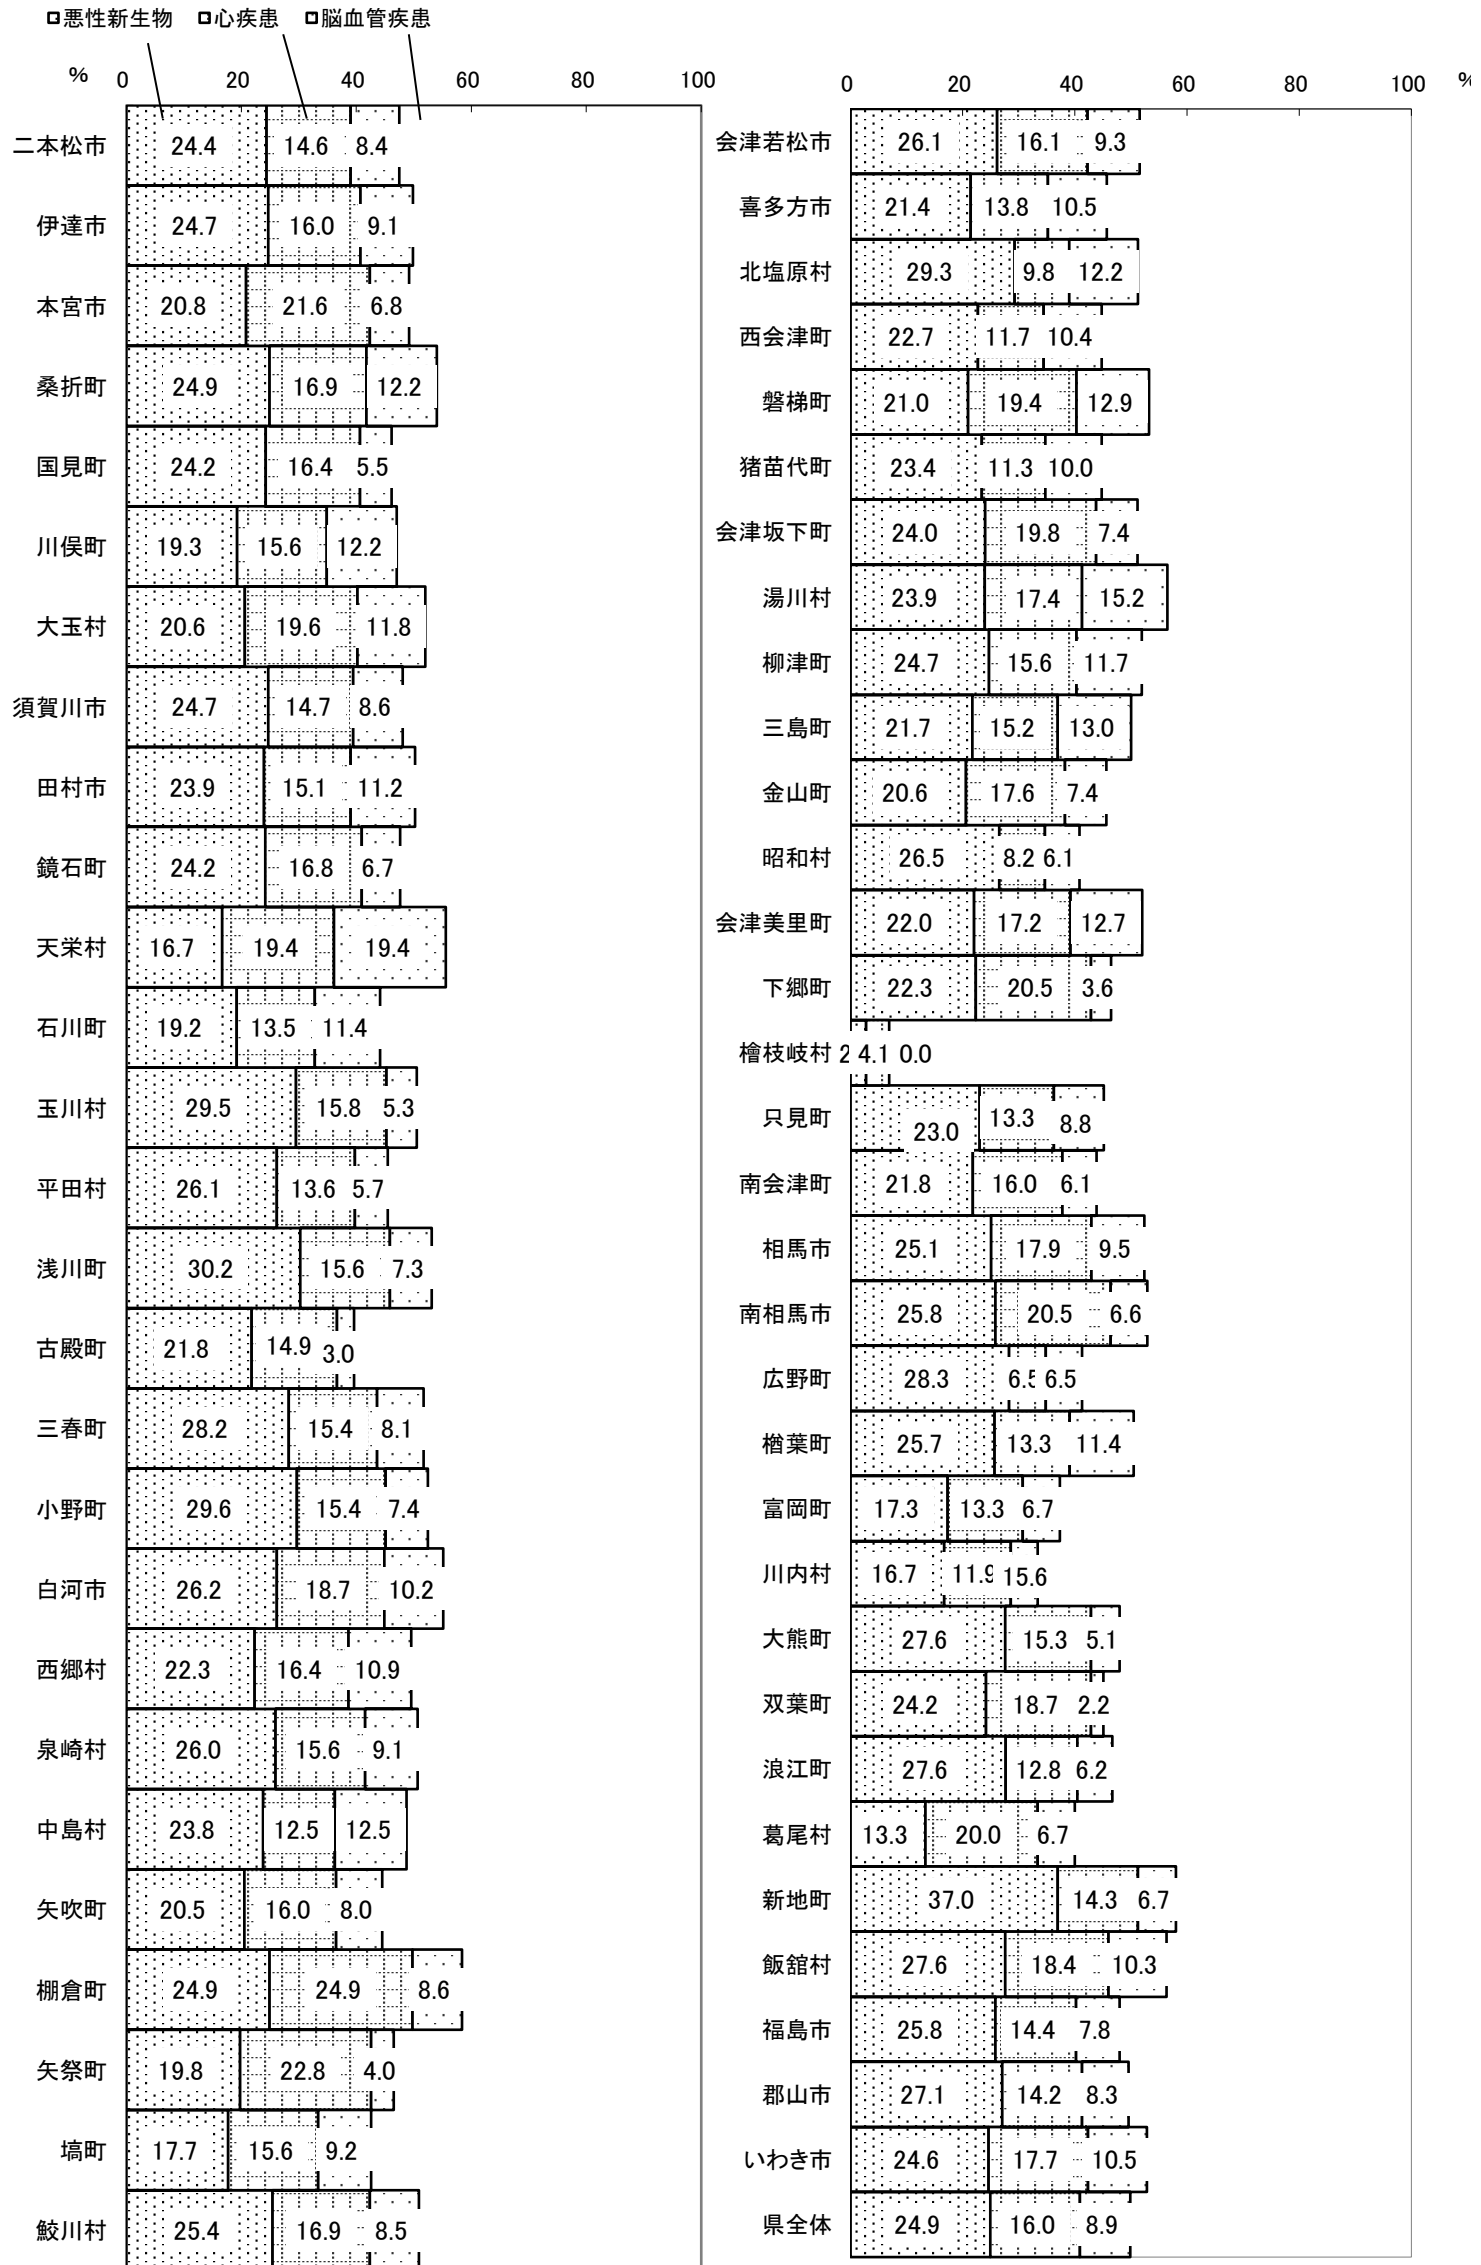 悪性新生物 心疾患 脳血管疾患
% 0 20 40 60 80 100
二本松市 24.4 14.6 8.4
伊達市 24.7 16.0 9.1
本宮市 20.8 21.6 6.8
桑折町 24.9 16.9 12.2
国見町 24.2 16.4 5.5
川俣町 19.3 15.6 12.2
大玉村 20.6 19.6 11.8
須賀川市 24.7 14.7 8.6
田村市 23.9 15.1 11.2
鏡石町 24.2 16.8 6.7
天栄村 16.7 19.4 19.4
石川町 19.2 13.5 11.4
玉川村 29.5 15.8 5.3
平田村 26.1 13.6 5.7
浅川町 30.2 15.6 7.3
古殿町 21.8 14.9 3.0
三春町 28.2 15.4 8.1
小野町 29.6 15.4 7.4
白河市 26.2 18.7 10.2
西郷村 22.3 16.4 10.9
泉崎村 26.0 15.6 9.1
中島村 23.8 12.5 12.5
矢吹町 20.5 16.0 8.0
棚倉町 24.9 24.9 8.6
矢祭町 19.8 22.8 4.0
塙町 17.7 15.6 9.2
鮫川村 25.4 16.9 8.5
0 20 40 60 80 100 %
会津若松市 26.1 16.1 9.3
喜多方市 21.4 13.8 10.5
北塩原村 29.3 9.8 12.2
西会津町 22.7 11.7 10.4
磐梯町 21.0 19.4 12.9
猪苗代町 23.4 11.3 10.0
会津坂下町 24.0 19.8 7.4
湯川村 23.9 17.4 15.2
柳津町 24.7 15.6 11.7
三島町 21.7 15.2 13.0
金山町 20.6 17.6 7.4
昭和村 26.5 8.2 6.1
会津美里町 22.0 17.2 12.7
下郷町 22.3 20.5 3.6
檜枝岐村 2 4.1 0.0
只見町 23.0 13.3 8.8
南会津町 21.8 16.0 6.1
相馬市 25.1 17.9 9.5
南相馬市 25.8 20.5 6.6
広野町 28.3 6.5 6.5
楢葉町 25.7 13.3 11.4
富岡町 17.3 13.3 6.7
川内村 16.7 11.9 15.6
大熊町 27.6 15.3 5.1
双葉町 24.2 18.7 2.2
浪江町 27.6 12.8 6.2
葛尾村 13.3 20.0 6.7
新地町 37.0 14.3 6.7
飯舘村 27.6 18.4 10.3
福島市 25.8 14.4 7.8
郡山市 27.1 14.2 8.3
いわき市 24.6 17.7 10.5
県全体 24.9 16.0 8.9